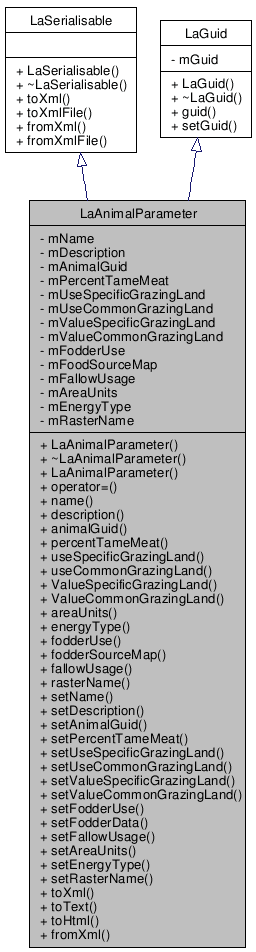 LaSerialisable
+ LaSerialisable()
+ ~LaSerialisable()
+ toXml()
+ toXmlFile()
+ fromXml()
+ fromXmlFile()
LaGuid
- mGuid
+ LaGuid()
+ ~LaGuid()
+ guid()
+ setGuid()
LaAnimalParameter
- mName
- mDescription
- mAnimalGuid
- mPercentTameMeat
- mUseSpecificGrazingLand
- mUseCommonGrazingLand
- mValueSpecificGrazingLand
- mValueCommonGrazingLand
- mFodderUse
- mFoodSourceMap
- mFallowUsage
- mAreaUnits
- mEnergyType
- mRasterName
+ LaAnimalParameter()
+ ~LaAnimalParameter()
+ LaAnimalParameter()
+ operator=()
+ name()
+ description()
+ animalGuid()
+ percentTameMeat()
+ useSpecificGrazingLand()
+ useCommonGrazingLand()
+ ValueSpecificGrazingLand()
+ ValueCommonGrazingLand()
+ areaUnits()
+ energyType()
+ fodderUse()
+ fodderSourceMap()
+ fallowUsage()
+ rasterName()
+ setName()
+ setDescription()
+ setAnimalGuid()
+ setPercentTameMeat()
+ setUseSpecificGrazingLand()
+ setUseCommonGrazingLand()
+ setValueSpecificGrazingLand()
+ setValueCommonGrazingLand()
+ setFodderUse()
+ setFodderData()
+ setFallowUsage()
+ setAreaUnits()
+ setEnergyType()
+ setRasterName()
+ toXml()
+ toText()
+ toHtml()
+ fromXml()